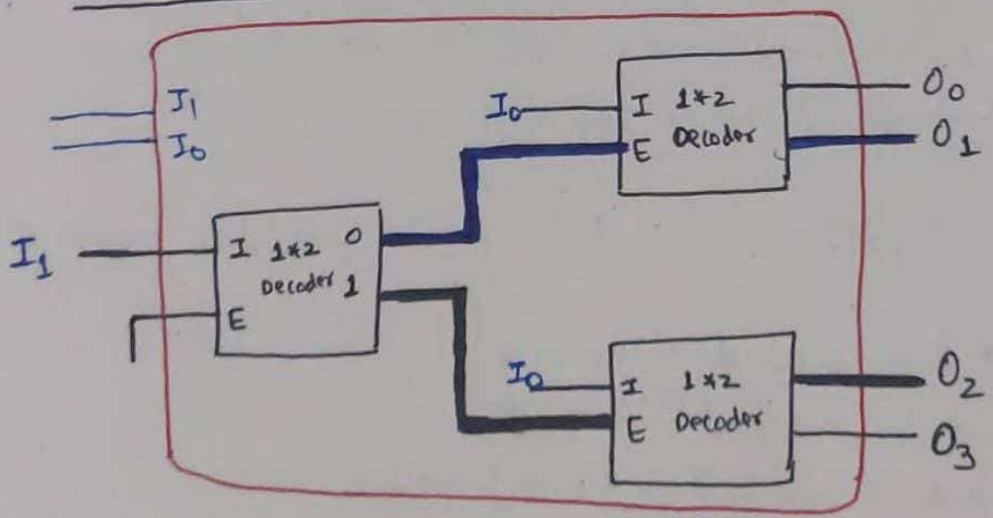 I1
I0
I1
I 1*2 0
Decoder 1
E
I0
I 1*2
E Decoder
O0
O1
I0
I 1*2
E Decoder
O2
O3